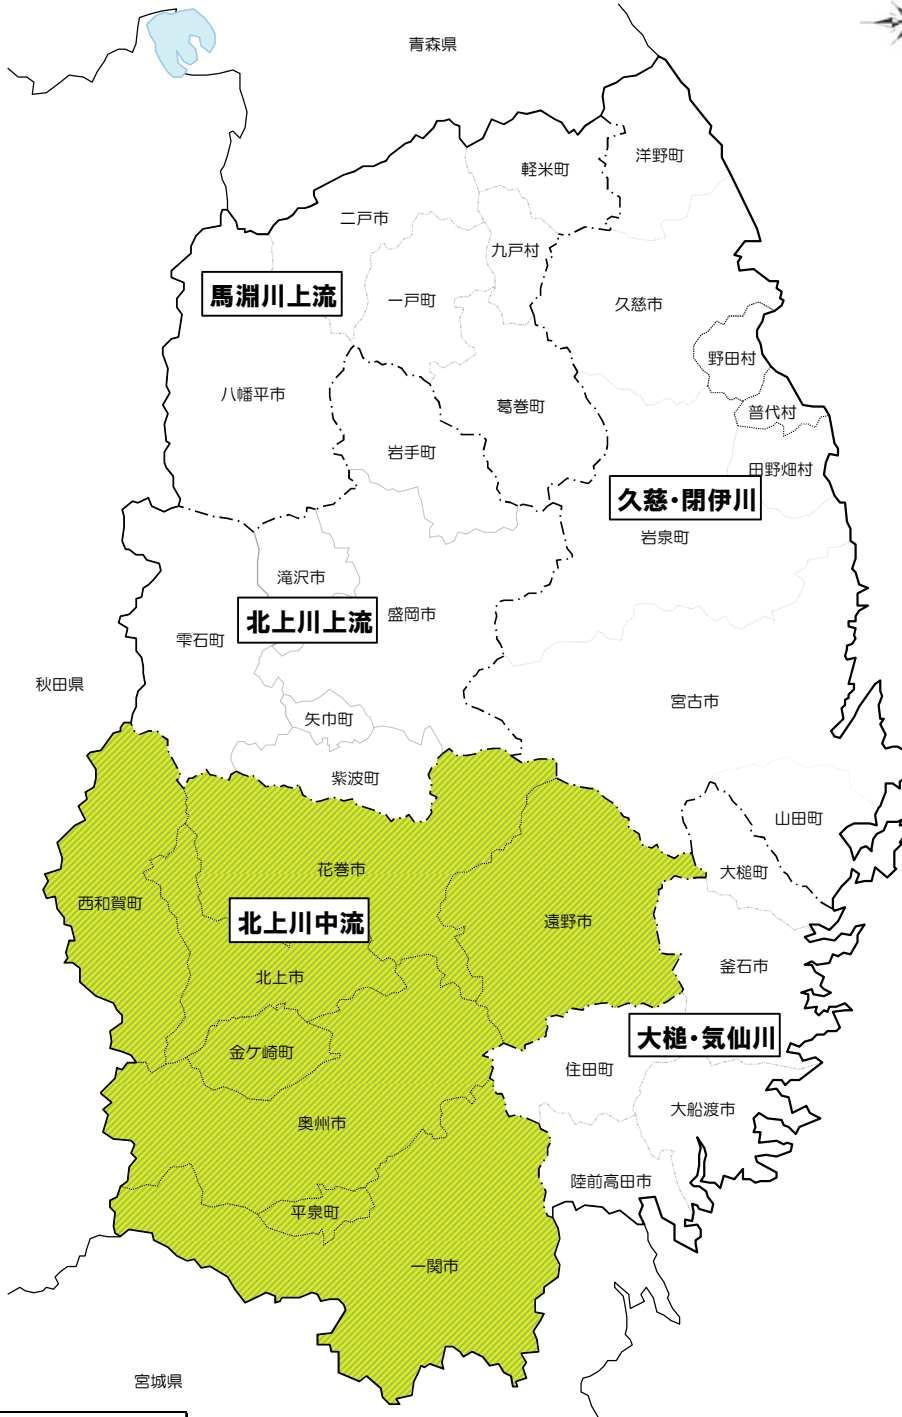 青森県
洋野町
軽米町
二戸市
九戸村
馬淵川上流
一戸町
久慈市
野田村
八幡平市
葛巻町
普代村
岩手町
田野畑村
久慈・閉伊川
岩泉町
滝沢市
北上川上流
盛岡市
雫石町
秋田県
宮古市
矢巾町
紫波町
山田町
花巻市
大槌町
西和賀町
北上川中流
遠野市
釜石市
北上市
大槌・気仙川
金ケ崎町
住田町
大船渡市
奥州市
陸前高田市
平泉町
一関市
宮城県